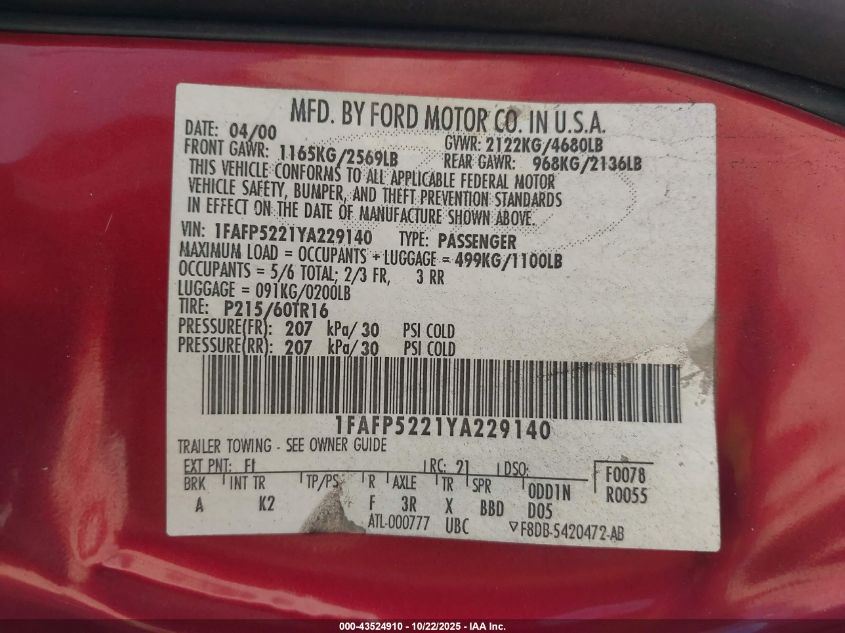 MFD. BY FORD MOTOR CO. IN U.S.A.
DATE: 04/00 GVWR: 2122KG/4680LB
FRONT GAWR: 1165KG/2569LB REAR GAWR: 968KG/2136LB
THIS VEHICLE CONFORMS TO ALL APPLICABLE FEDERAL MOTOR
VEHICLE SAFETY, BUMPER, AND THEFT PREVENTION STANDARDS
IN EFFECT ON THE DATE OF MANUFACTURE SHOWN ABOVE.
VIN: 1FAFP5221YA229140 TYPE: PASSENGER
MAXIMUM LOAD = OCCUPANTS + LUGGAGE = 499KG/1100LB
OCCUPANTS = 5/6 TOTAL; 2/3 FR, 3 RR
LUGGAGE = 091KG/0200LB
TIRE: P215/60TR16
PRESSURE(FR): 207 kPa/ 30 PSI COLD
PRESSURE(RR): 207 kPa/ 30 PSI COLD
1FAFP5221YA229140
TRAILER TOWING - SEE OWNER GUIDE
EXT PNT: FL RC: 21 DSO: F0078
BRK INT TR TP/PS R AXLE TR SPR 0DD1N R0055
A K2 F 3R X BBD D05
ATL-000777 UBC F8DB-5420472-AB
000-43524910 - 10/22/2025 - IAA Inc.